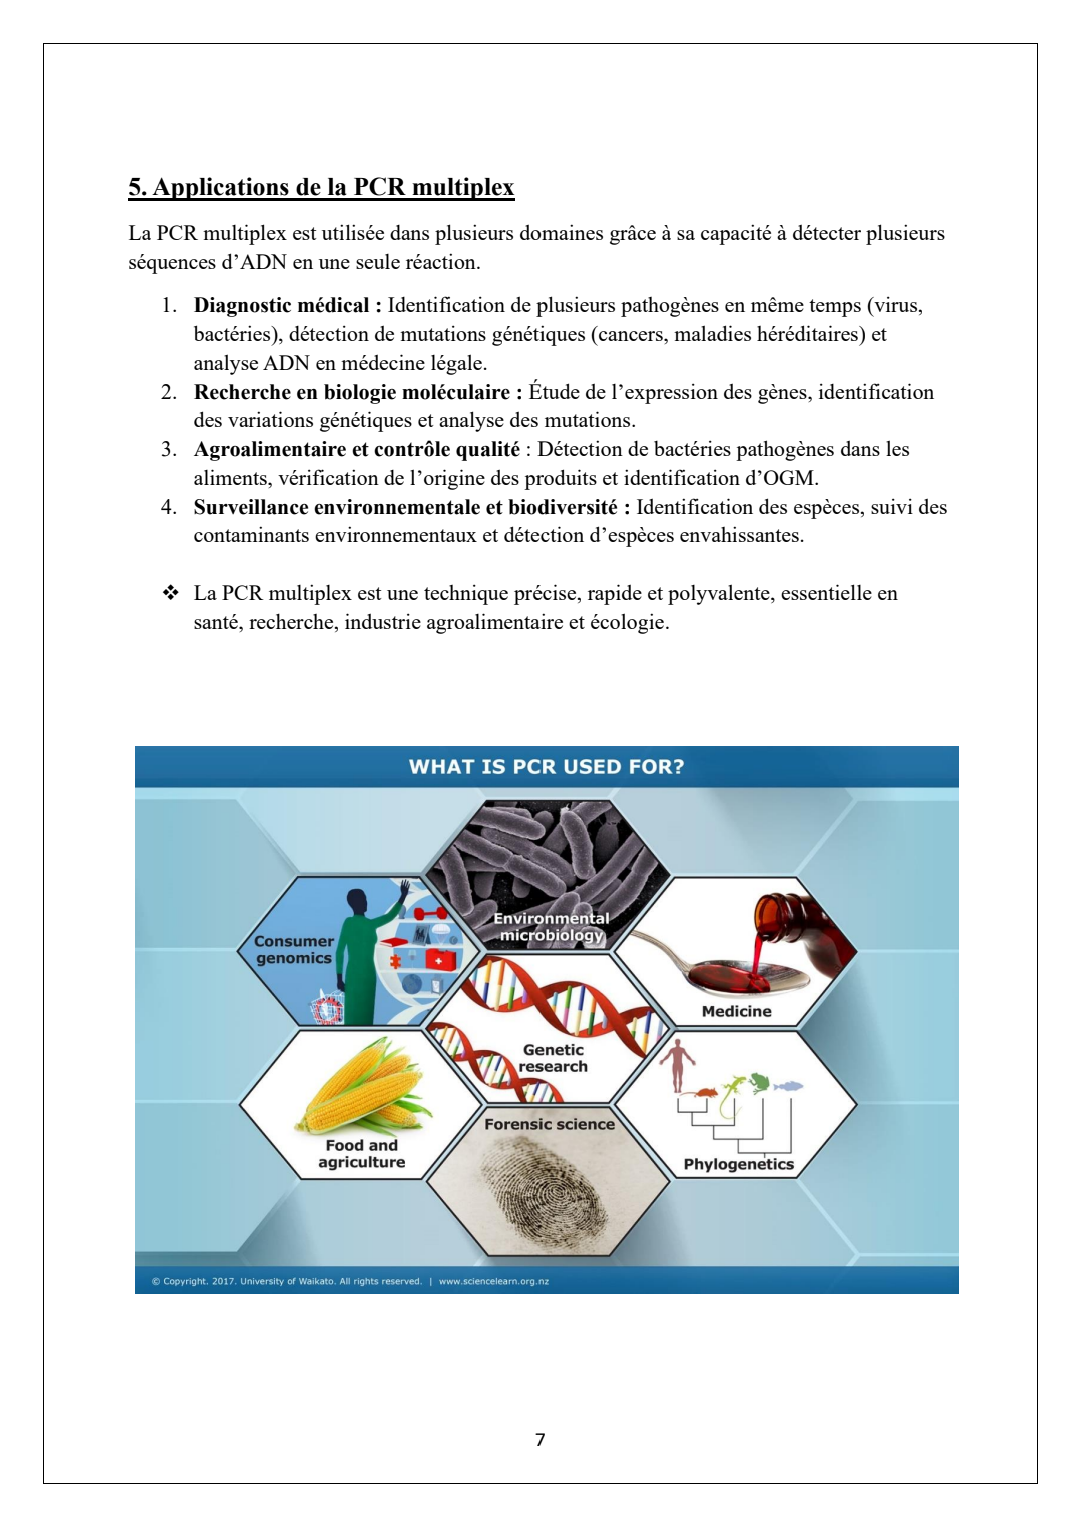 5. Applications de la PCR multiplex
La PCR multiplex est utilisée dans plusieurs domaines grâce à sa capacité à détecter plusieurs
séquences d’ADN en une seule réaction.
1. Diagnostic médical : Identification de plusieurs pathogènes en même temps (virus,
bactéries), détection de mutations génétiques (cancers, maladies héréditaires) et
analyse ADN en médecine légale.
2. Recherche en biologie moléculaire : Étude de l’expression des gènes, identification
des variations génétiques et analyse des mutations.
3. Agroalimentaire et contrôle qualité : Détection de bactéries pathogènes dans les
aliments, vérification de l’origine des produits et identification d’OGM.
4. Surveillance environnementale et biodiversité : Identification des espèces, suivi des
contaminants environnementaux et détection d’espèces envahissantes.
❖ La PCR multiplex est une technique précise, rapide et polyvalente, essentielle en
santé, recherche, industrie agroalimentaire et écologie.
WHAT IS PCR USED FOR?
Environmental
microbiology
Consumer
genomics
Medicine
Genetic
research
Food and
agriculture
Forensic science
Phylogenetics
© Copyright. 2017. University of Waikato. All rights reserved. | www.sciencelearn.org.nz
7